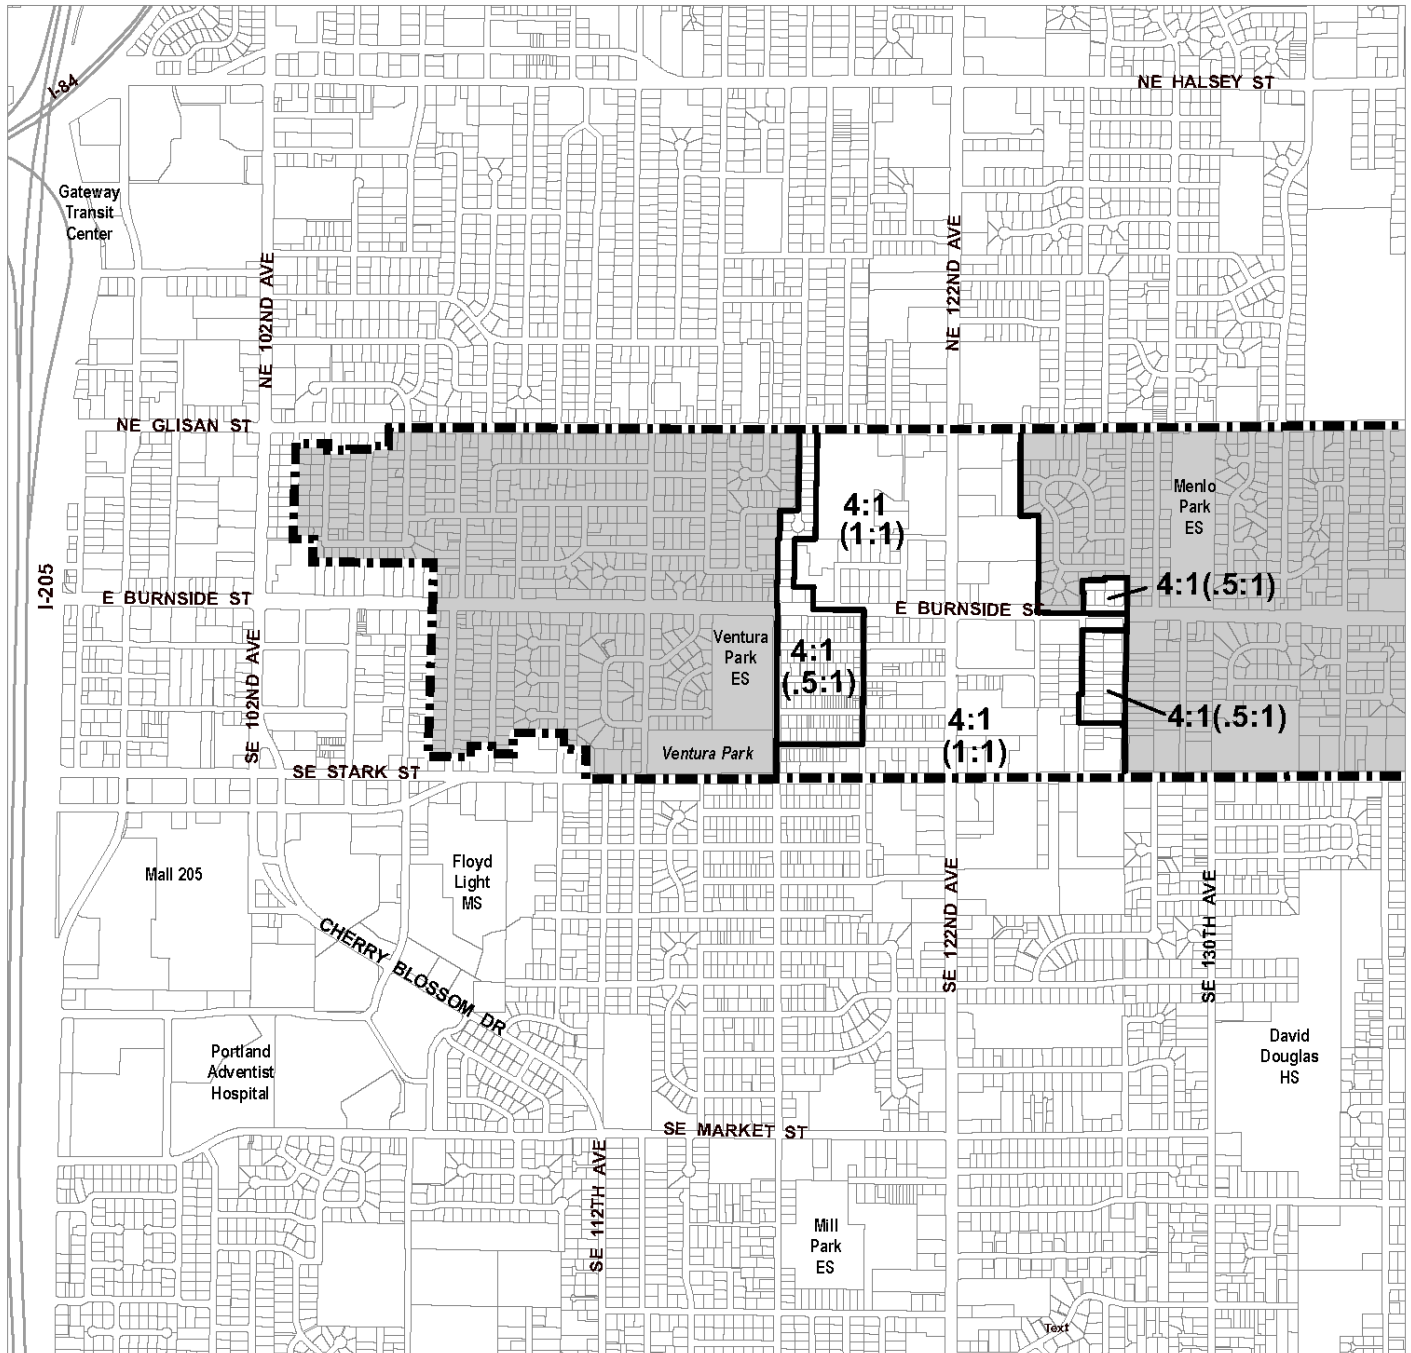 NE HALSEY ST
I-84
Gateway
Transit
Center
NE 102ND AVE
NE 122ND AVE
NE GLISAN ST
4:1
(1:1)
Menlo
Park
ES
I-205
E BURNSIDE ST
E BURNSIDE ST
4:1(.5:1)
SE 102ND AVE
Ventura
Park
ES
4:1
(.5:1)
4:1(.5:1)
4:1
(1:1)
Ventura Park
SE STARK ST
Mall 205
Floyd
Light
MS
SE 122ND AVE
SE 130TH AVE
CHERRY BLOSSOM DR
Portland
Adventist
Hospital
David
Douglas
HS
SE MARKET ST
SE 112TH AVE
Mill
Park
ES
Text